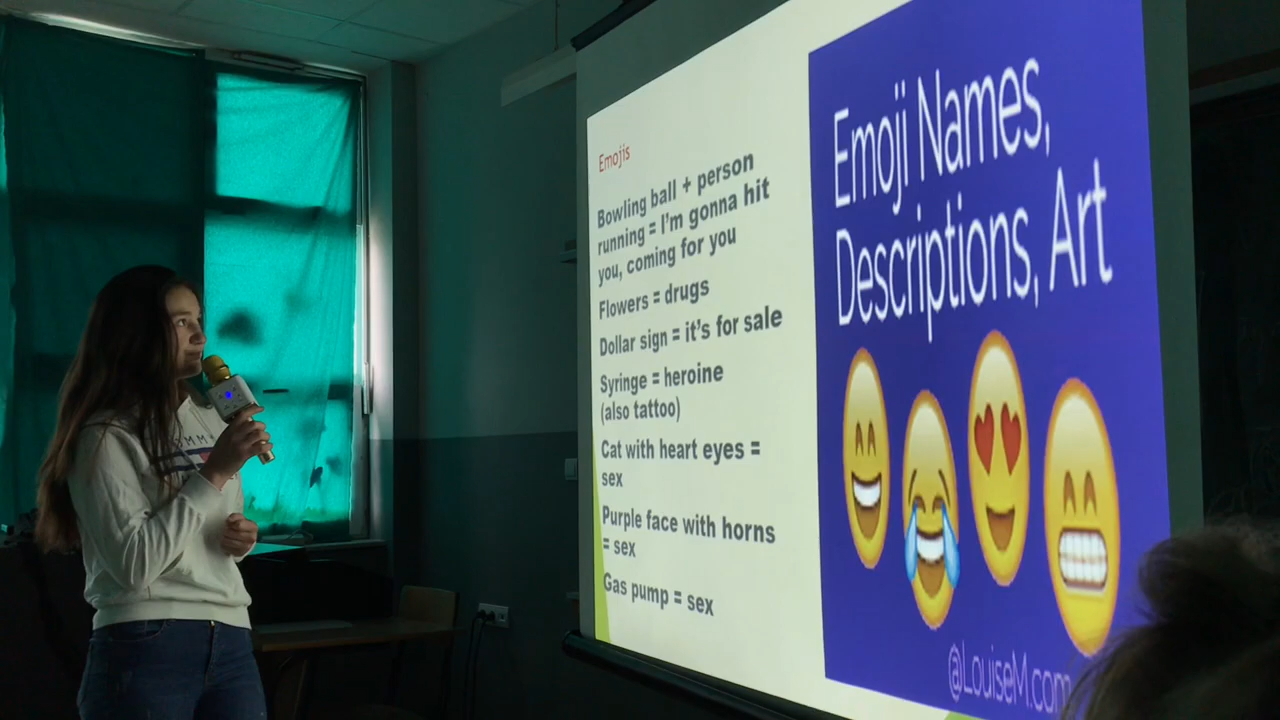 Emojis
Bowling ball + person
running = I'm gonna hit
you, coming for you
Flowers = drugs
Dollar sign = it's for sale
Syringe = heroine
(also tattoo)
Cat with heart eyes =
sex
Purple face with horns
= sex
Gas pump = sex
Emoji Names,
Descriptions, Art
@LouiseM.com